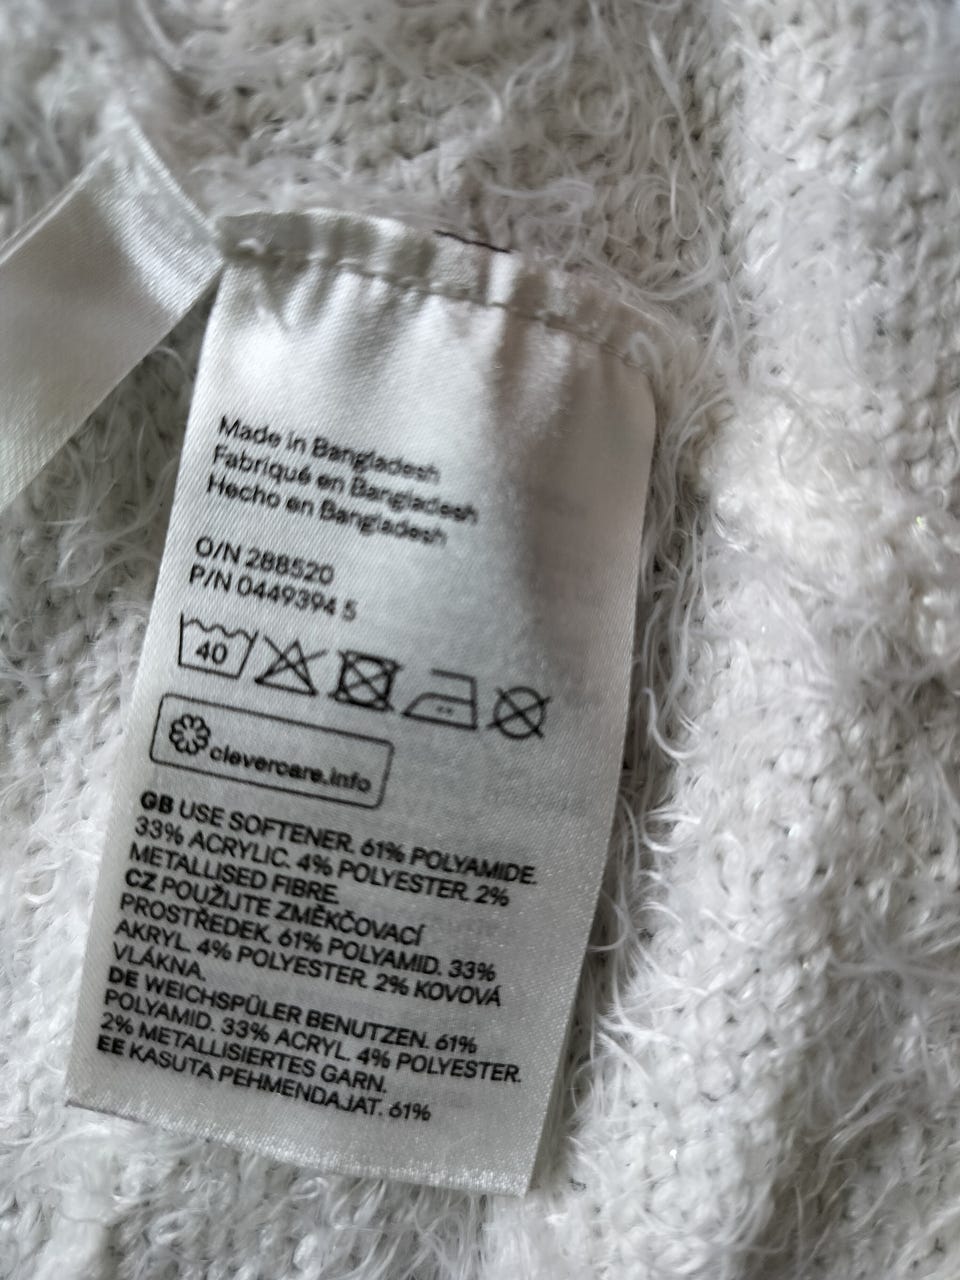 Made in Bangladesh
Fabriqué en Bangladesh
Hecho en Bangladesh
O/N 288520
P/N 0449394 5
40
clevercare.info
GB USE SOFTENER. 61% POLYAMIDE.
33% ACRYLIC. 4% POLYESTER. 2%
METALLISED FIBRE.
CZ POUŽIJTE ZMĚKČOVACÍ
PROSTŘEDEK. 61% POLYAMID. 33%
AKRYL. 4% POLYESTER. 2% KOVOVÁ
VLÁKNA.
DE WEICHSPÜLER BENUTZEN. 61%
POLYAMID. 33% ACRYL. 4% POLYESTER.
2% METALLISIERTES GARN.
EE KASUTA PEHMENDAJAT. 61%